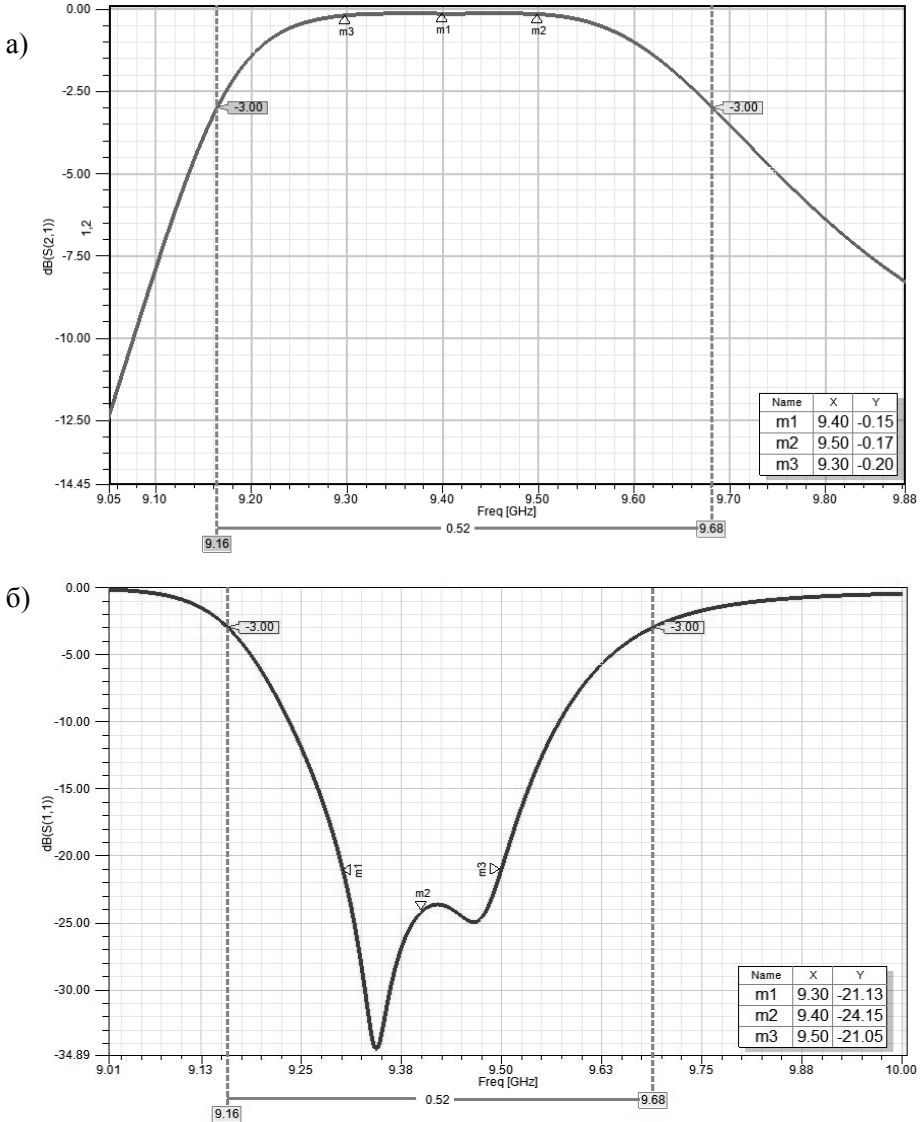 а)
0.00
-2.50
-5.00
-7.50
-10.00
-12.50
-14.45
dB(S(2,1))
1,2
-3.00
-3.00
m3
m1
m2
Name X Y
m1 9.40 -0.15
m2 9.50 -0.17
m3 9.30 -0.20
9.05 9.10 9.20 9.30 9.40 9.50 9.60 9.70 9.80 9.88
Freq [GHz]
0.52
9.16
9.68
б)
0.00
-5.00
-10.00
-15.00
-20.00
-25.00
-30.00
-34.89
dB(S(1,1))
-3.00
-3.00
m1
m2
m3
Name X Y
m1 9.30 -21.13
m2 9.40 -24.15
m3 9.50 -21.05
9.01 9.13 9.25 9.38 9.50 9.63 9.75 9.88 10.00
Freq [GHz]
0.52
9.16
9.68